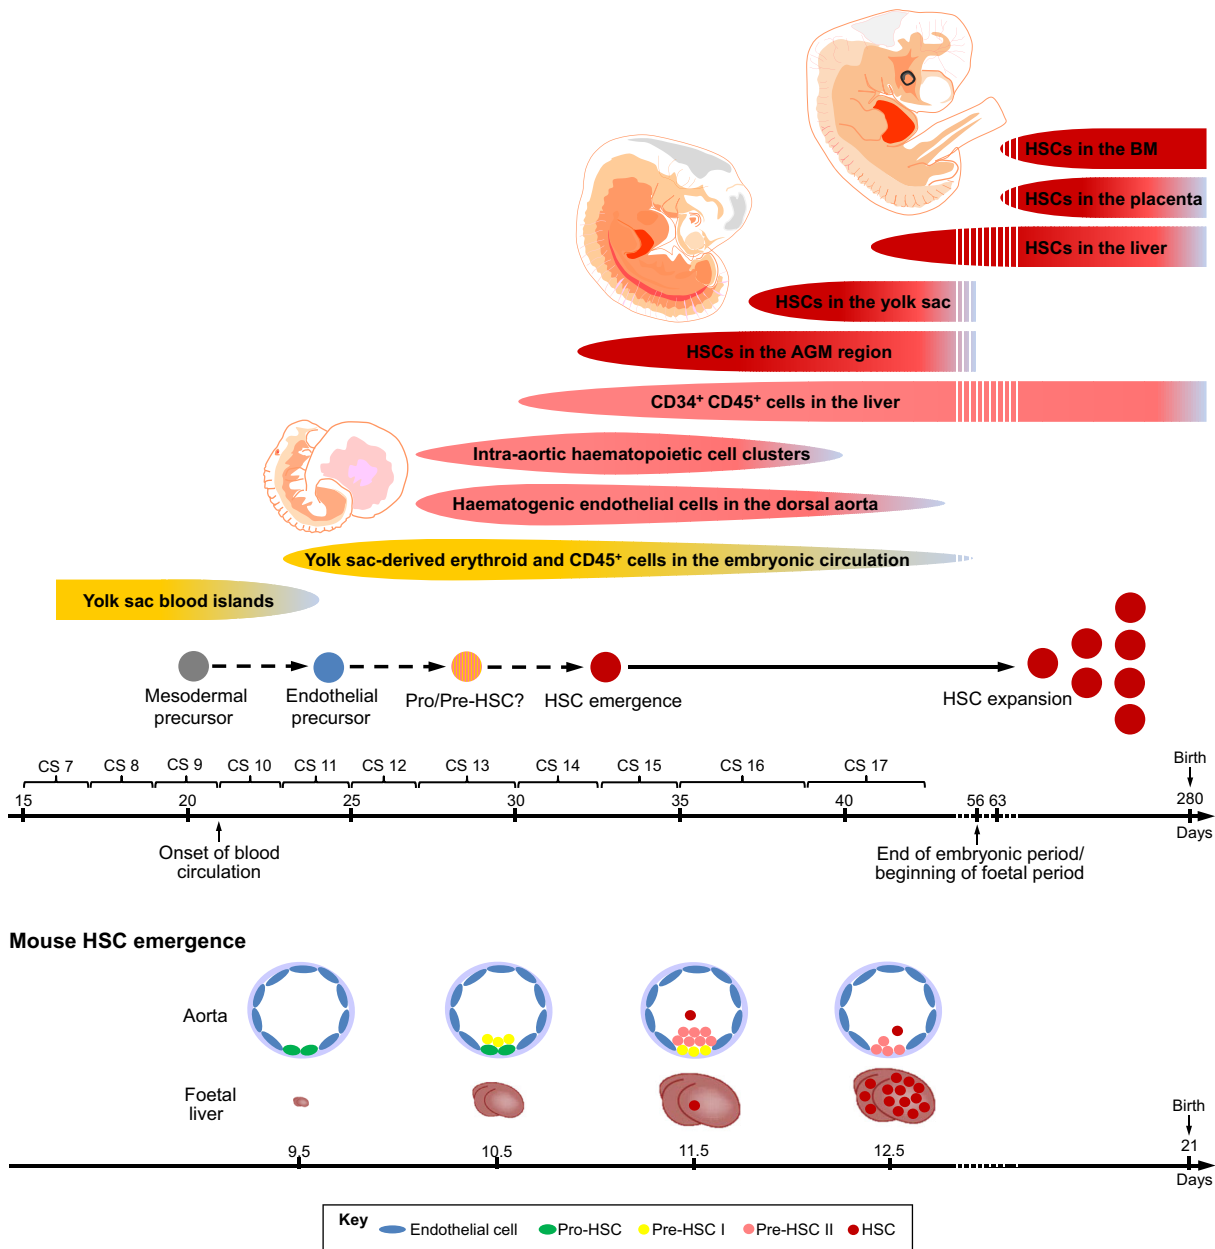 HSCs in the BM
HSCs in the placenta
HSCs in the liver
HSCs in the yolk sac
HSCs in the AGM region
CD34⁺ CD45⁺ cells in the liver
Intra-aortic haematopoietic cell clusters
Haematogenic endothelial cells in the dorsal aorta
Yolk sac-derived erythroid and CD45⁺ cells in the embryonic circulation
Yolk sac blood islands
Mesodermal
precursor
Endothelial
precursor
Pro/Pre-HSC?
HSC emergence
HSC expansion
CS 7 CS 8 CS 9 CS 10 CS 11 CS 12 CS 13 CS 14 CS 15 CS 16 CS 17
Birth
15 20 25 30 35 40 56 63 280
Days
Onset of blood
circulation
End of embryonic period/
beginning of foetal period
Mouse HSC emergence
Aorta
Foetal
liver
Birth
9.5 10.5 11.5 12.5 21
Days
Key Endothelial cell Pro-HSC Pre-HSC I Pre-HSC II HSC